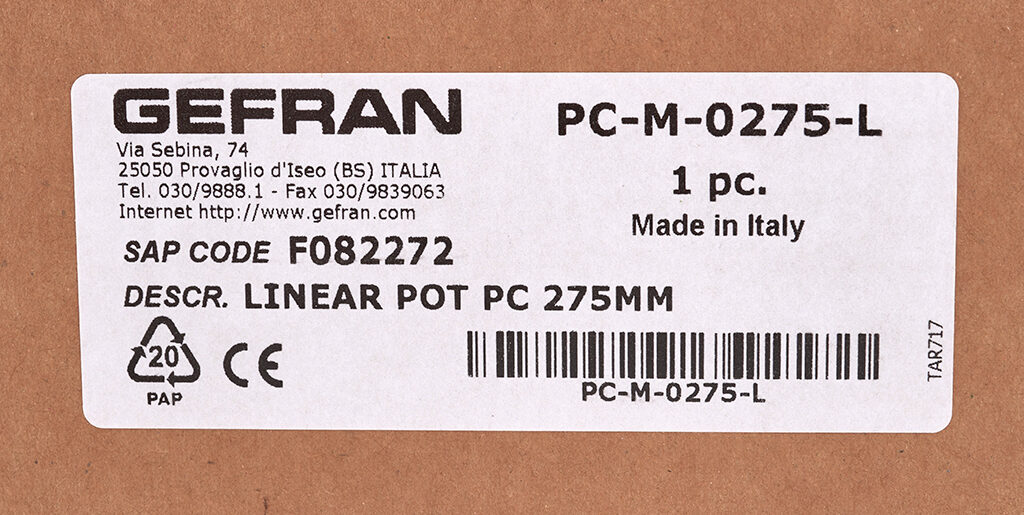 GEFRAN
Via Sebina, 74
25050 Provaglio d'Iseo (BS) ITALIA
Tel. 030/9888.1 - Fax 030/9839063
Internet http://www.gefran.com
PC-M-0275-L
1 pc.
Made in Italy
SAP CODE F082272
DESCR. LINEAR POT PC 275MM
20
PAP
CE
PC-M-0275-L
TAR717